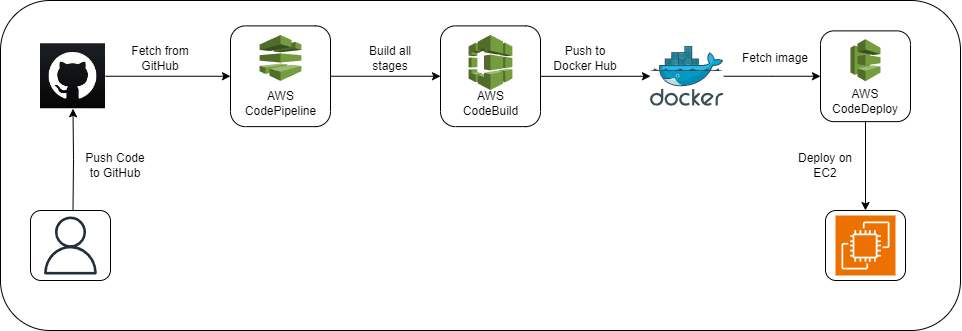 Fetch from
GitHub
AWS
CodePipeline
Build all
stages
AWS
CodeBuild
Push to
Docker Hub
docker
Fetch image
AWS
CodeDeploy
Push Code
to GitHub
Deploy on
EC2